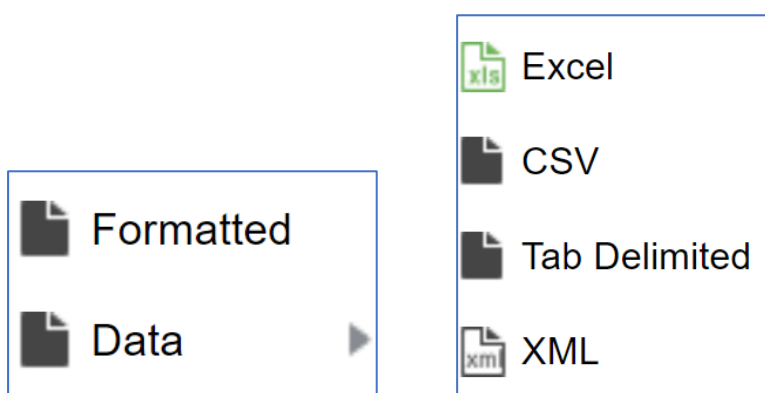 Formatted
Data
xls Excel
CSV
Tab Delimited
xml XML